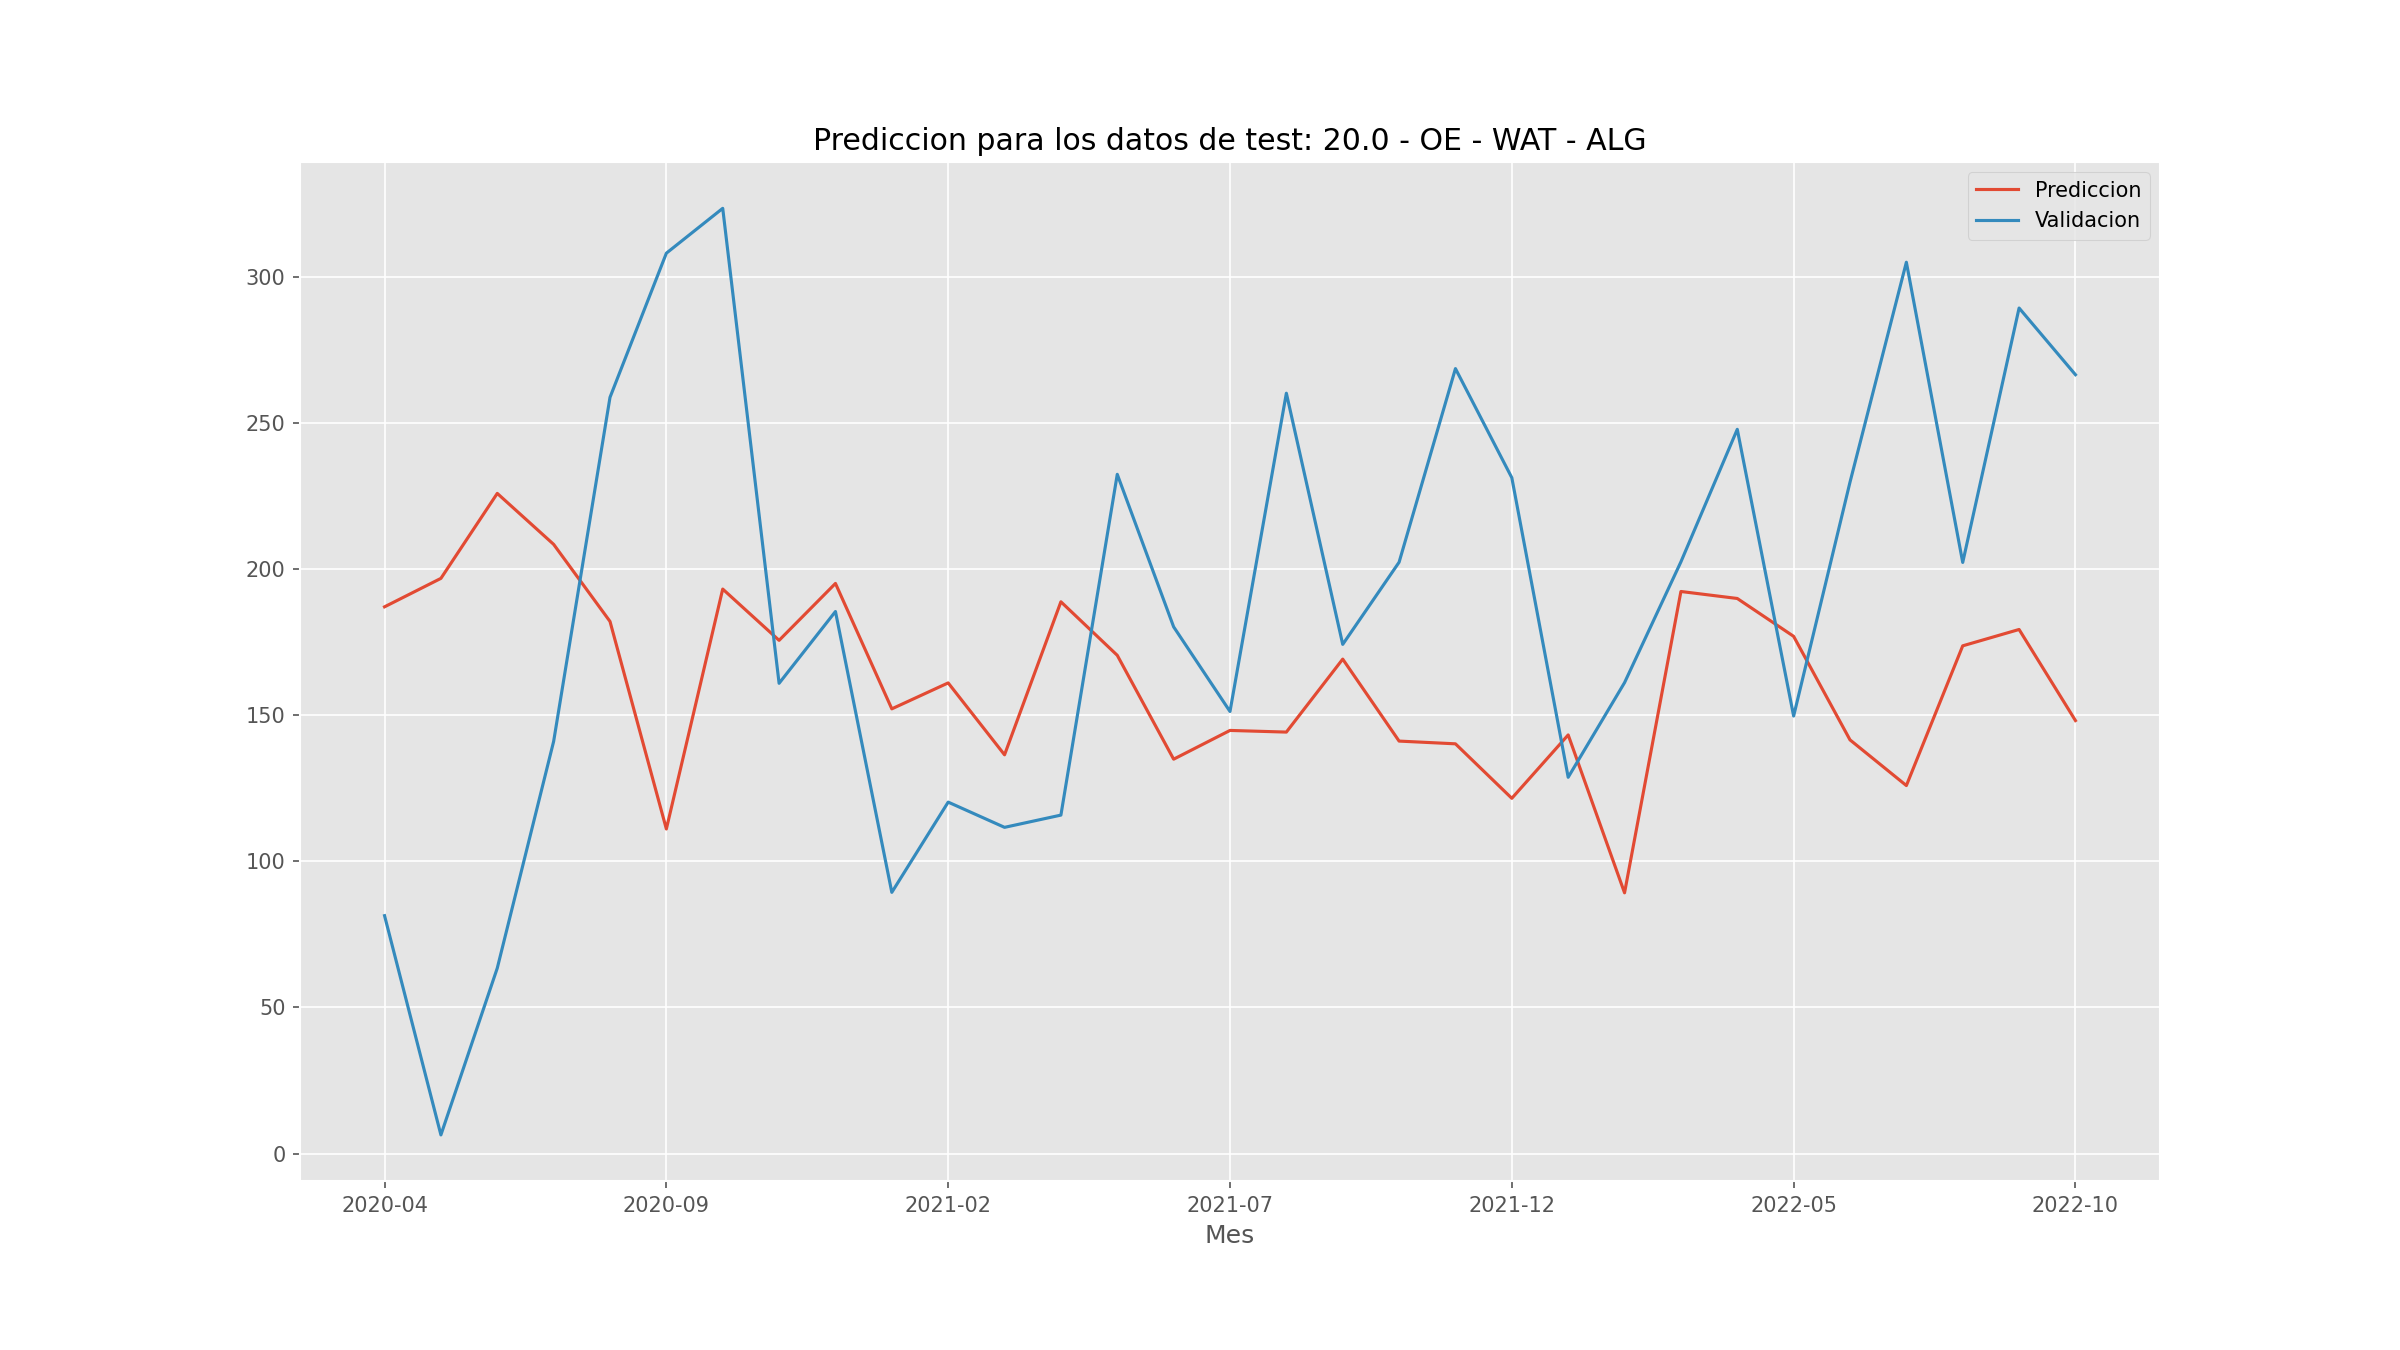 Prediccion para los datos de test: 20.0 - OE - WAT - ALG
Prediccion
Validacion
300
250
200
150
100
50
0
2020-04 2020-09 2021-02 2021-07 2021-12 2022-05 2022-10
Mes